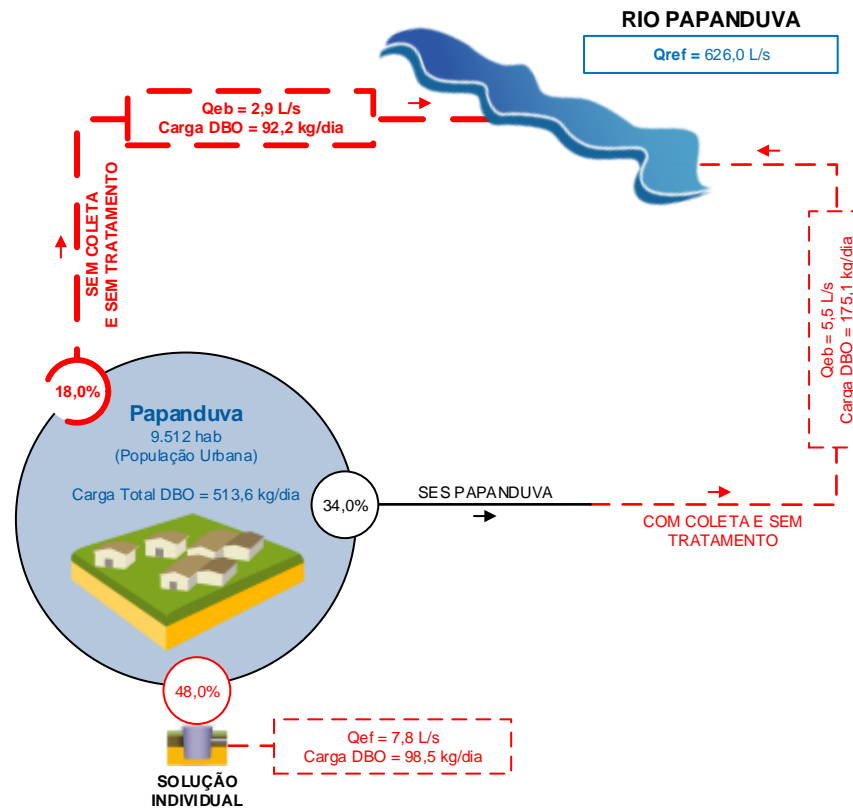 RIO PAPANDUVA
Qref = 626,0 L/s
Qeb = 2,9 L/s
Carga DBO = 92,2 kg/dia
SEM COLETA
E SEM TRATAMENTO
Qeb = 5,5 L/s
Carga DBO = 175,1 kg/dia
18,0%
Papanduva
9.512 hab
(População Urbana)
Carga Total DBO = 513,6 kg/dia
34,0%
SES PAPANDUVA
COM COLETA E SEM
TRATAMENTO
48,0%
Qef = 7,8 L/s
Carga DBO = 98,5 kg/dia
SOLUÇÃO
INDIVIDUAL